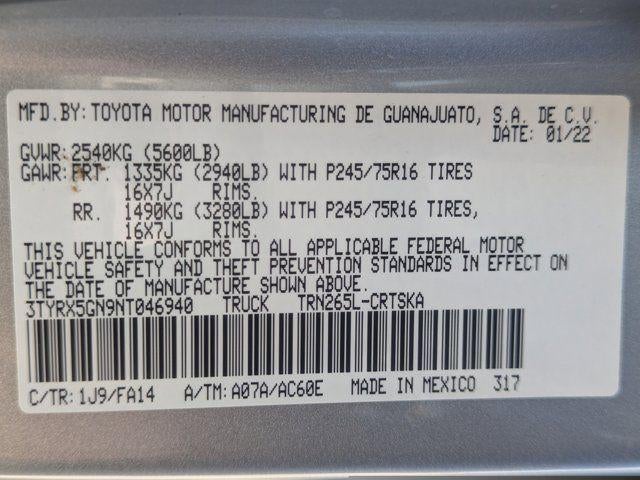 MFD.BY: TOYOTA MOTOR MANUFACTURING DE GUANAJUATO, S.A. DE C.V.
DATE: 01/22
GVWR: 2540KG (5600LB)
GAWR: FRT. 1335KG (2940LB) WITH P245/75R16 TIRES
16X7J RIMS.
RR. 1490KG (3280LB) WITH P245/75R16 TIRES,
16X7J RIMS.
THIS VEHICLE CONFORMS TO ALL APPLICABLE FEDERAL MOTOR
VEHICLE SAFETY AND THEFT PREVENTION STANDARDS IN EFFECT ON
THE DATE OF MANUFACTURE SHOWN ABOVE.
3TYRX5GN9NT046940 TRUCK TRN265L-CRTSKA
C/TR: 1J9/FA14 A/TM: A07A/AC60E MADE IN MEXICO 317